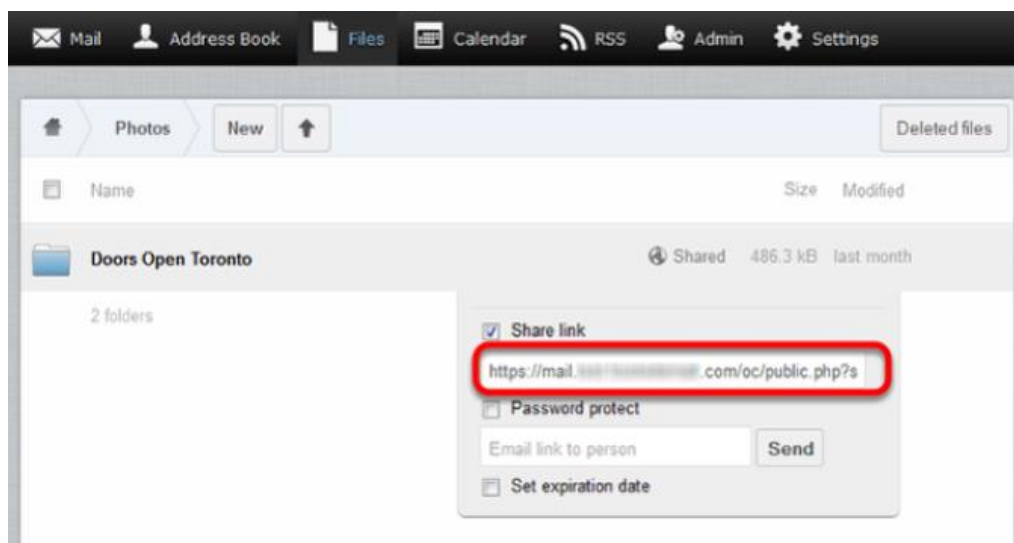 Mail Address Book Files Calendar RSS Admin Settings
Photos New Deleted files
Name Size Modified
Doors Open Toronto Shared 486.3 kB last month
2 folders
Share link
https://mail. .com/oc/public.php?s
Password protect
Email link to person Send
Set expiration date